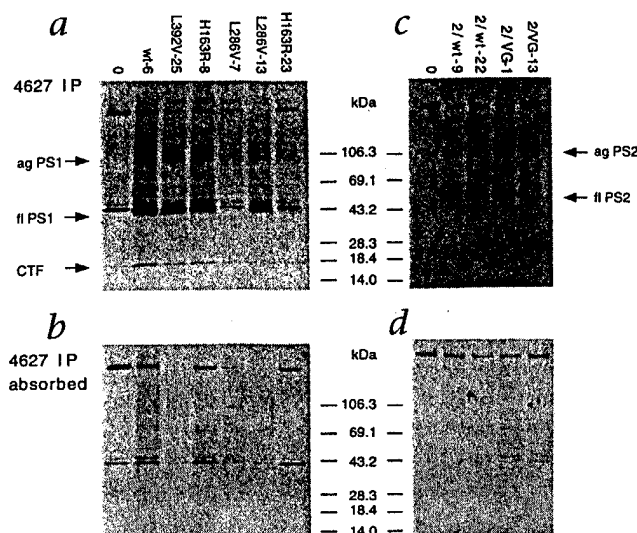 a
0
wt-6
L392V-25
H163R-8
L286V-7
L286V-13
H163R-23
4627 IP
ag PS1
fl PS1
CTF
kDa
106.3
69.1
43.2
28.3
18.4
14.0
c
0
2/wt-9
2/wt-22
2/VG-1
2/VG-13
ag PS2
fl PS2
b
4627 IP
absorbed
kDa
106.3
69.1
43.2
28.3
18.4
14.0
d